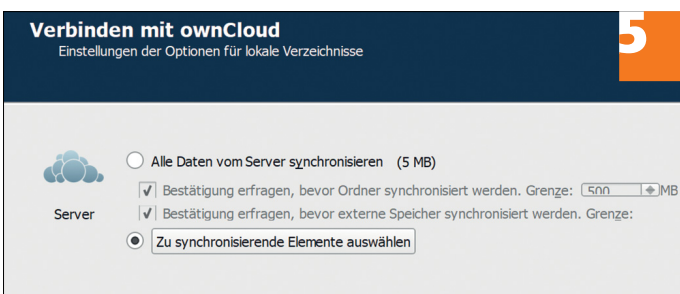 Verbinden mit ownCloud
Einstellungen der Optionen für lokale Verzeichnisse
5
Alle Daten vom Server synchronisieren (5 MB)
Bestätigung erfragen, bevor Ordner synchronisiert werden. Grenze: 500 MB
Server
Bestätigung erfragen, bevor externe Speicher synchronisiert werden. Grenze:
Zu synchronisierende Elemente auswählen